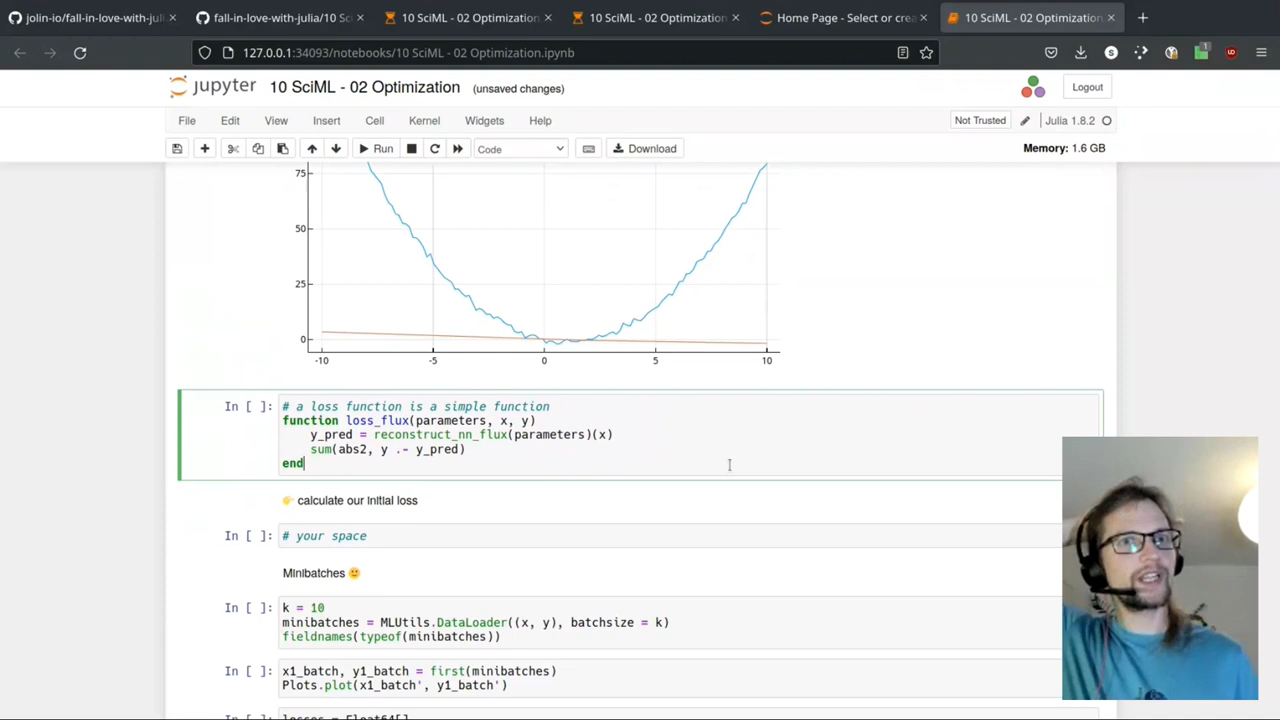 jolin-io/fall-in-love-with-juli
fall-in-love-with-julia/10 Sci
10 SciML - 02 Optimization
10 SciML - 02 Optimization
Home Page - Select or crea
10 SciML - 02 Optimization
127.0.0.1:34093/notebooks/10 SciML - 02 Optimization.ipynb
jupyter 10 SciML - 02 Optimization (unsaved changes)
Logout
File Edit View Insert Cell Kernel Widgets Help
Not Trusted
Julia 1.8.2
Run
Code
Download
Memory: 1.6 GB
75
50
25
0
-10 -5 0 5 10
In [ ]: # a loss function is a simple function
function loss_flux(parameters, x, y)
y_pred = reconstruct_nn_flux(parameters)(x)
sum(abs2, y .- y_pred)
end
👉 calculate our initial loss
In [ ]: # your space
Minibatches 🙂
In [ ]: k = 10
minibatches = MLUtils.DataLoader((x, y), batchsize = k)
fieldnames(typeof(minibatches))
In [ ]: x1_batch, y1_batch = first(minibatches)
Plots.plot(x1_batch', y1_batch')
In [ ]: losses = Float64[]